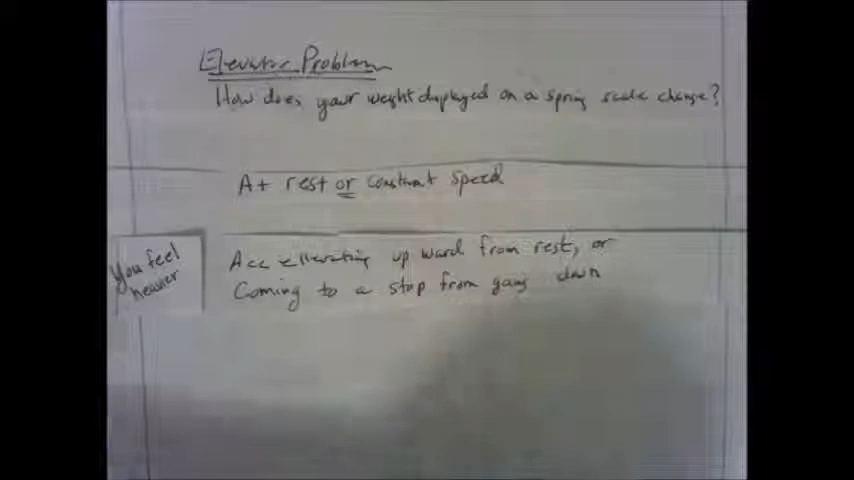 Elevator Problem
How does your weight displayed on a spring scale change?
At rest or constant speed
You feel
heavier
Accellerating upward from rest, or
Coming to a stop from going down